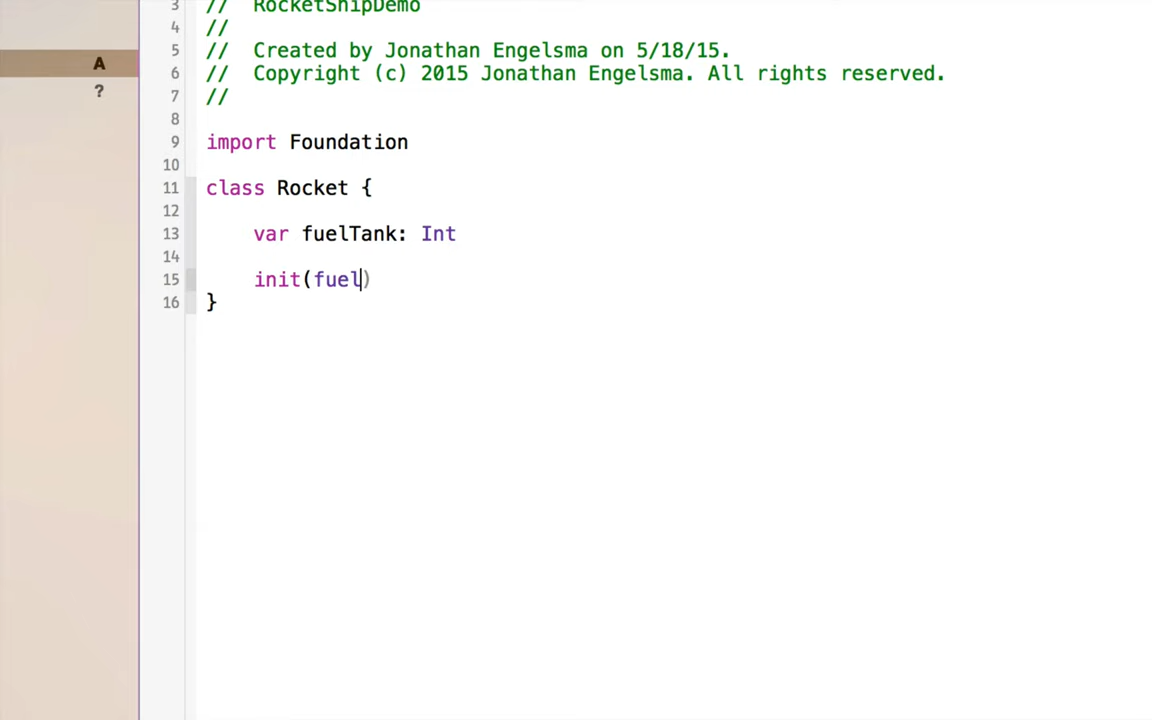 3 // RocketShipDemo
4 //
5 // Created by Jonathan Engelsma on 5/18/15.
6 // Copyright (c) 2015 Jonathan Engelsma. All rights reserved.
7 //
8
9 import Foundation
10
11 class Rocket {
12
13 var fuelTank: Int
14
15 init(fuel)
16 }
A
?